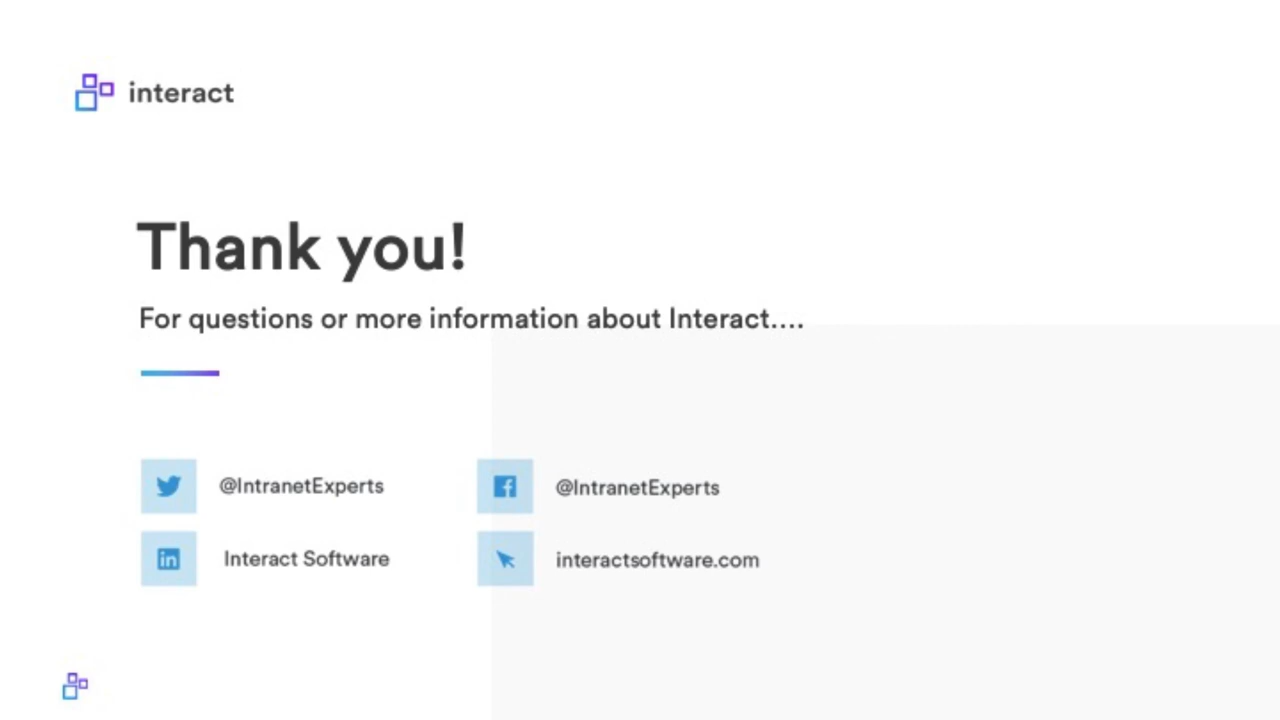 interact
Thank you!
For questions or more information about Interact....
@IntranetExperts
@IntranetExperts
Interact Software
interactsoftware.com